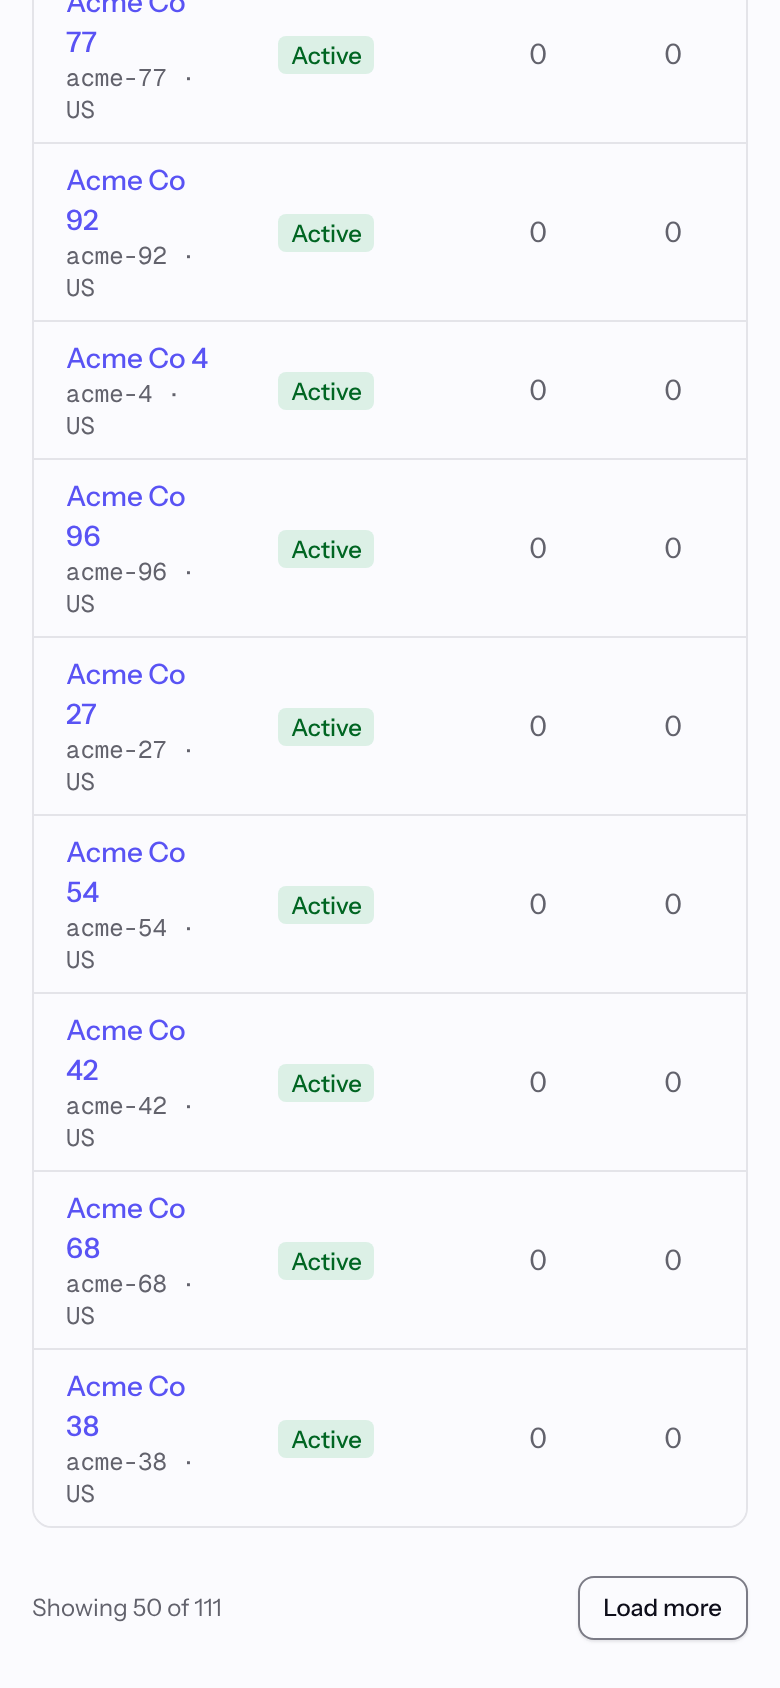 Acme Co
77
acme-77 ·
US
Active
0
0
Acme Co
92
acme-92 ·
US
Active
0
0
Acme Co 4
acme-4 ·
US
Active
0
0
Acme Co
96
acme-96 ·
US
Active
0
0
Acme Co
27
acme-27 ·
US
Active
0
0
Acme Co
54
acme-54 ·
US
Active
0
0
Acme Co
42
acme-42 ·
US
Active
0
0
Acme Co
68
acme-68 ·
US
Active
0
0
Acme Co
38
acme-38 ·
US
Active
0
0
Showing 50 of 111
Load more